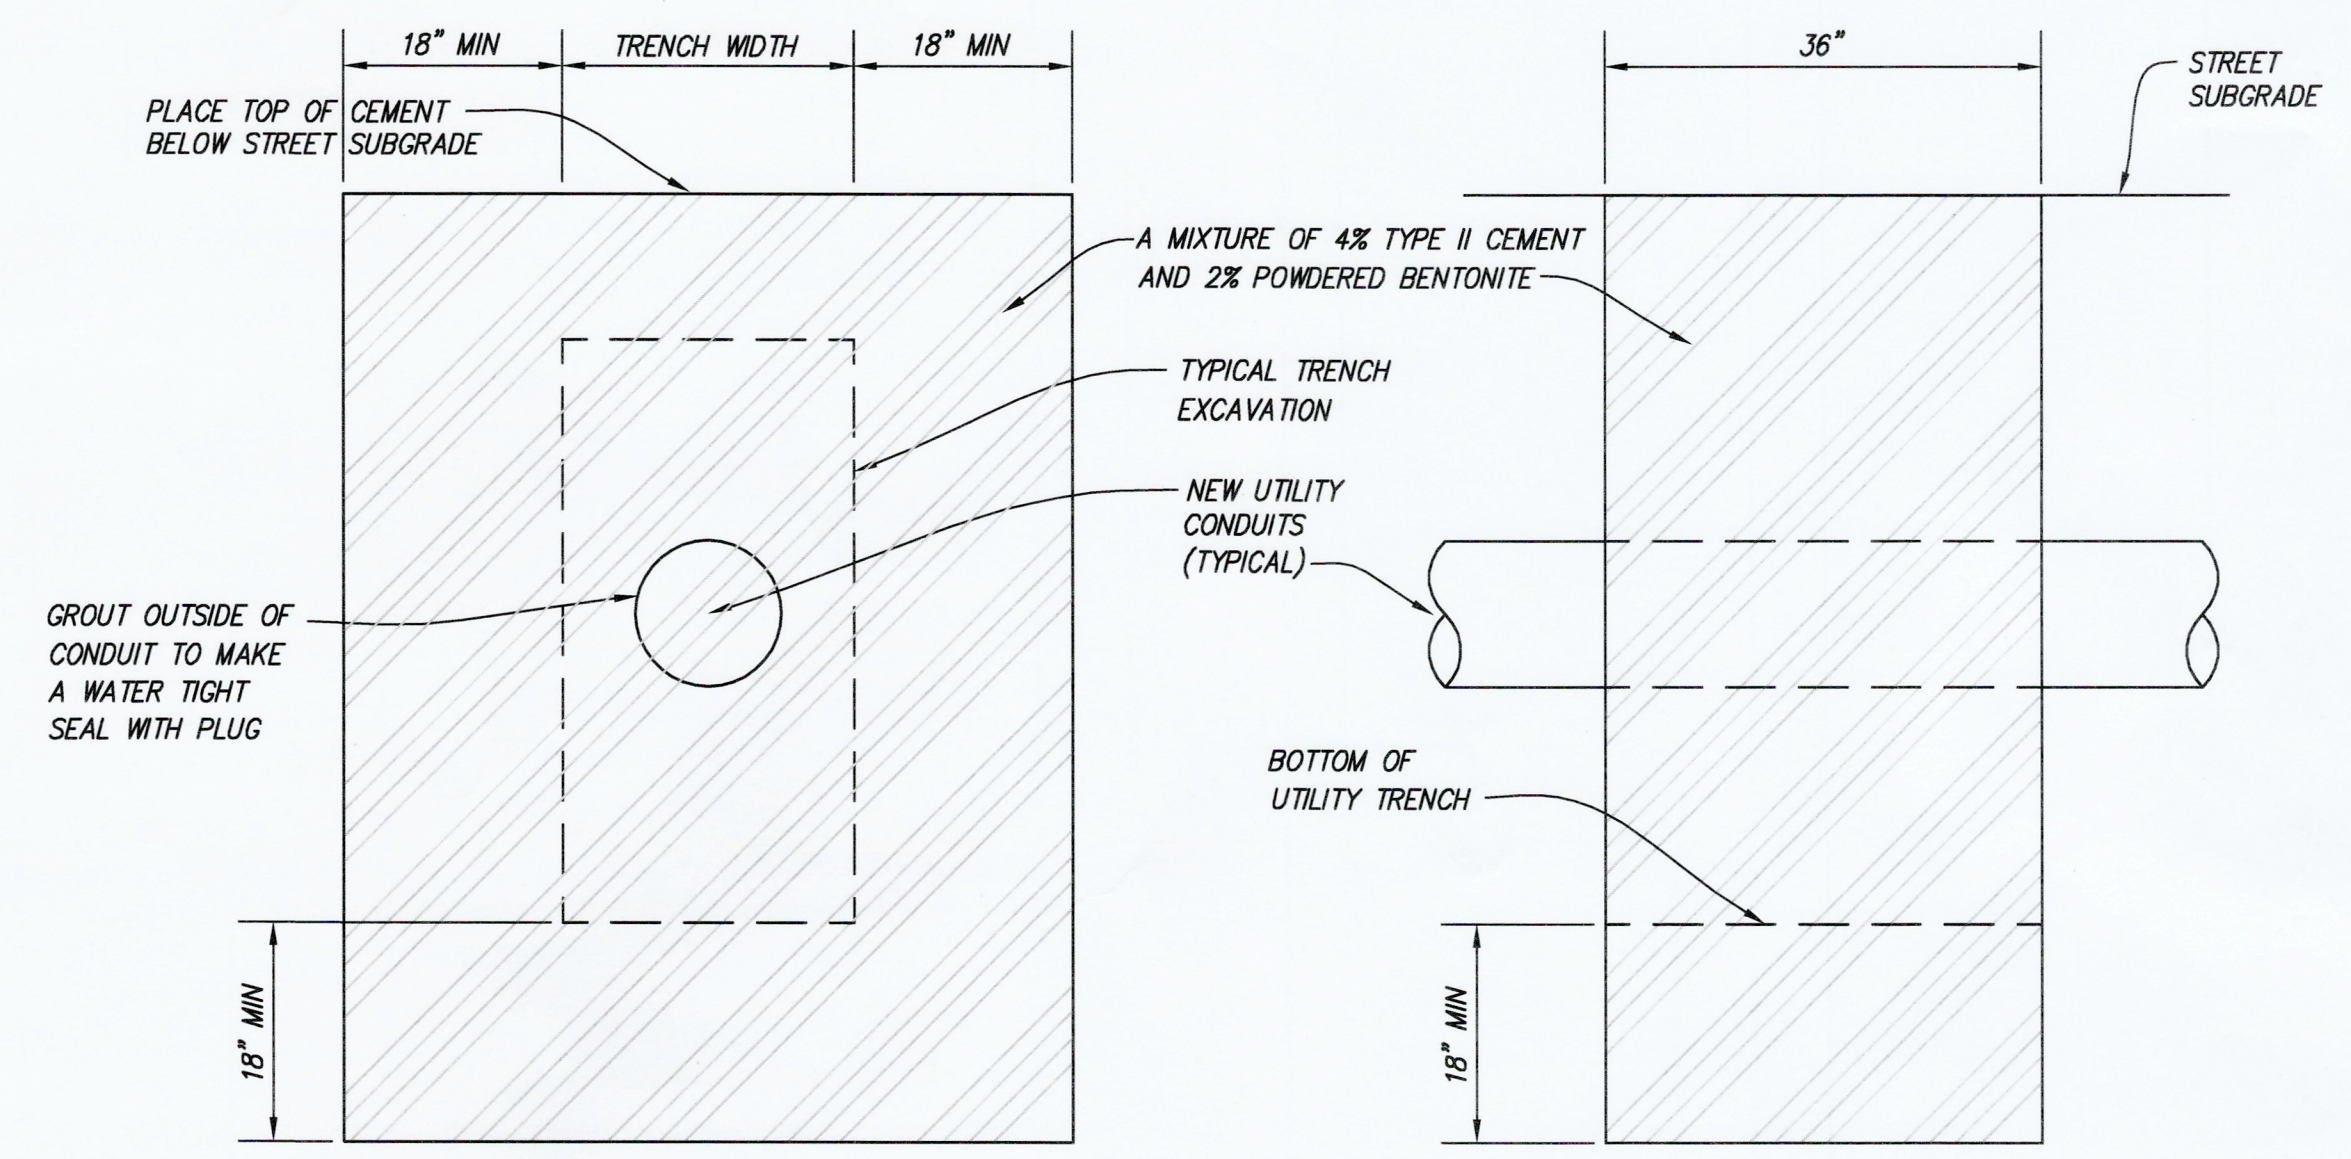 18" MIN
TRENCH WIDTH
18" MIN
36"
STREET
SUBGRADE
PLACE TOP OF CEMENT
BELOW STREET SUBGRADE
A MIXTURE OF 4% TYPE II CEMENT
AND 2% POWDERED BENTONITE
TYPICAL TRENCH
EXCAVATION
NEW UTILITY
CONDUITS
(TYPICAL)
GROUT OUTSIDE OF
CONDUIT TO MAKE
A WATER TIGHT
SEAL WITH PLUG
BOTTOM OF
UTILITY TRENCH
18" MIN
18" MIN